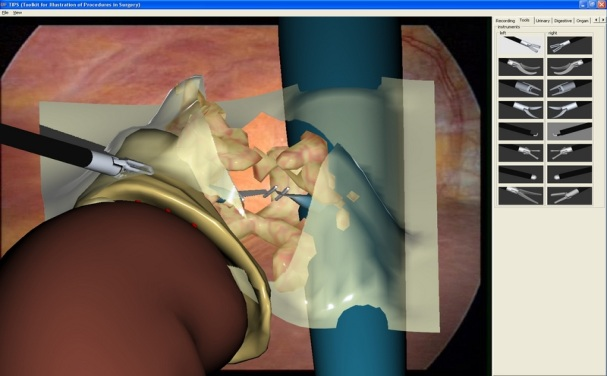 TIPS (Toolkit for Illustration of Procedures in Surgery)
File View
Recording Tools Urinary Digestive Organ
Instruments
left right